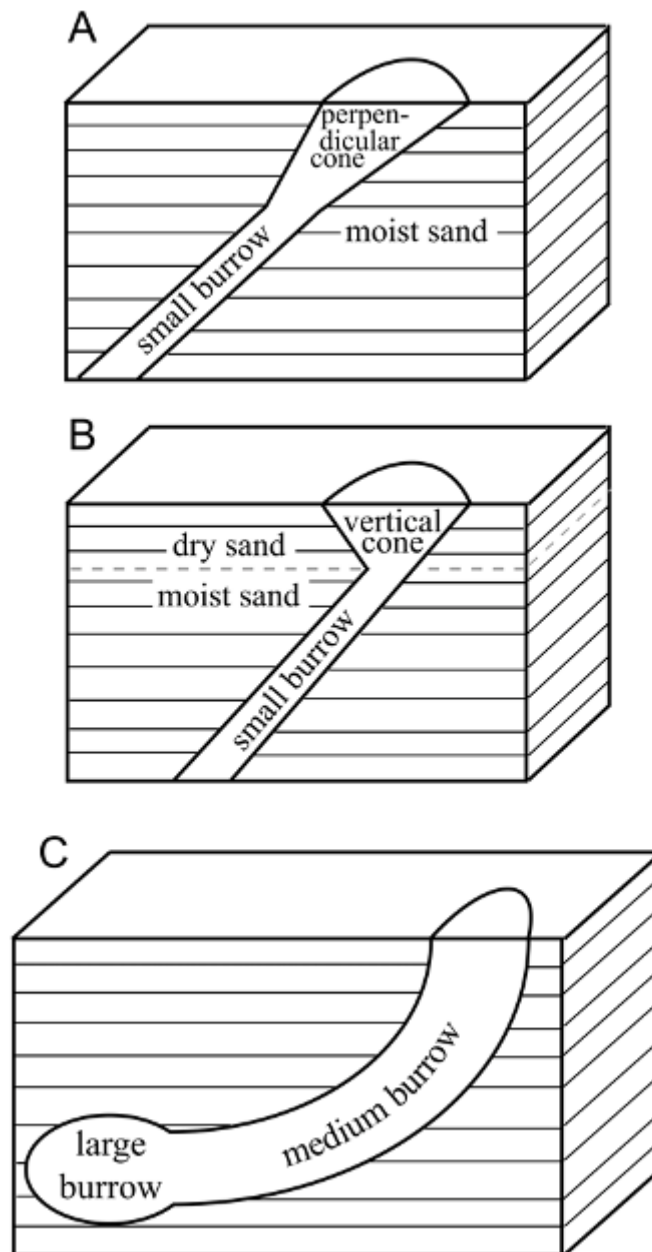 A
perpen-
dicular
cone
moist sand
small burrow
B
vertical
cone
dry sand
moist sand
small burrow
C
medium burrow
large
burrow